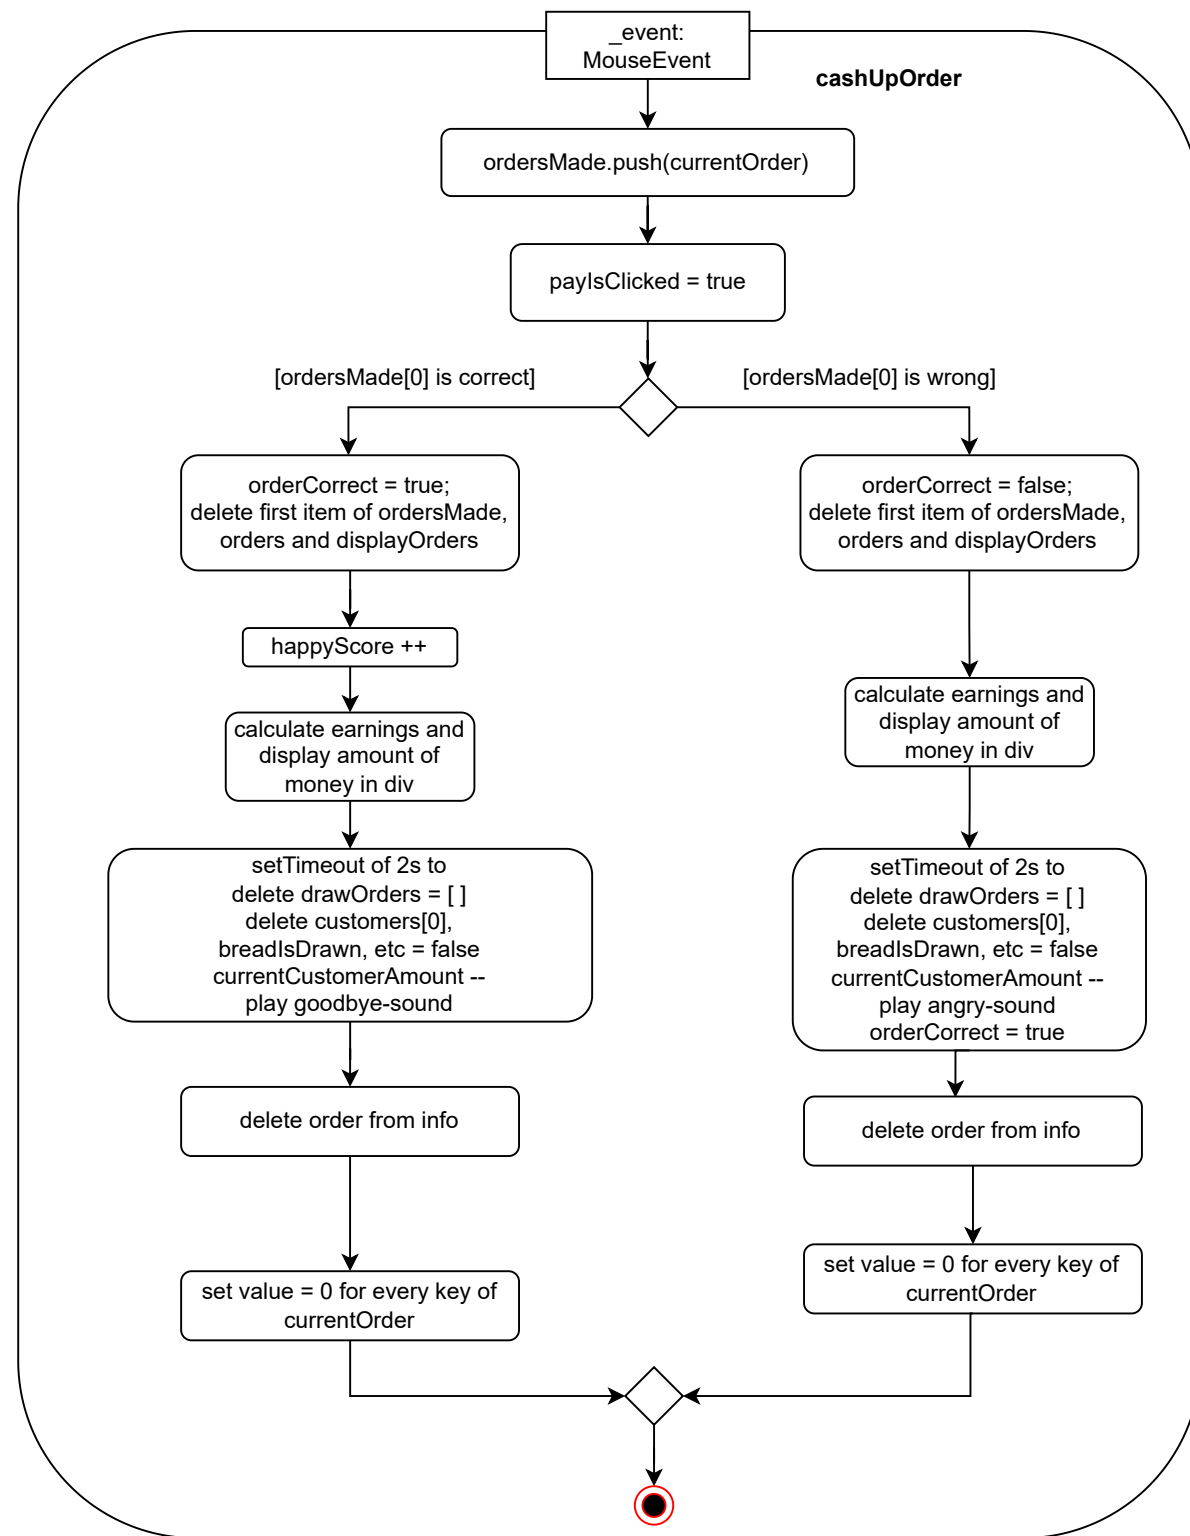 _event:
MouseEvent
cashUpOrder
ordersMade.push(currentOrder)
payIsClicked = true
[ordersMade[0] is correct]
[ordersMade[0] is wrong]
orderCorrect = true;
delete first item of ordersMade,
orders and displayOrders
orderCorrect = false;
delete first item of ordersMade,
orders and displayOrders
happyScore ++
calculate earnings and
display amount of
money in div
calculate earnings and
display amount of
money in div
setTimeout of 2s to
delete drawOrders = [ ]
delete customers[0],
breadIsDrawn, etc = false
currentCustomerAmount --
play goodbye-sound
setTimeout of 2s to
delete drawOrders = [ ]
delete customers[0],
breadIsDrawn, etc = false
currentCustomerAmount --
play angry-sound
orderCorrect = true
delete order from info
delete order from info
set value = 0 for every key of
currentOrder
set value = 0 for every key of
currentOrder